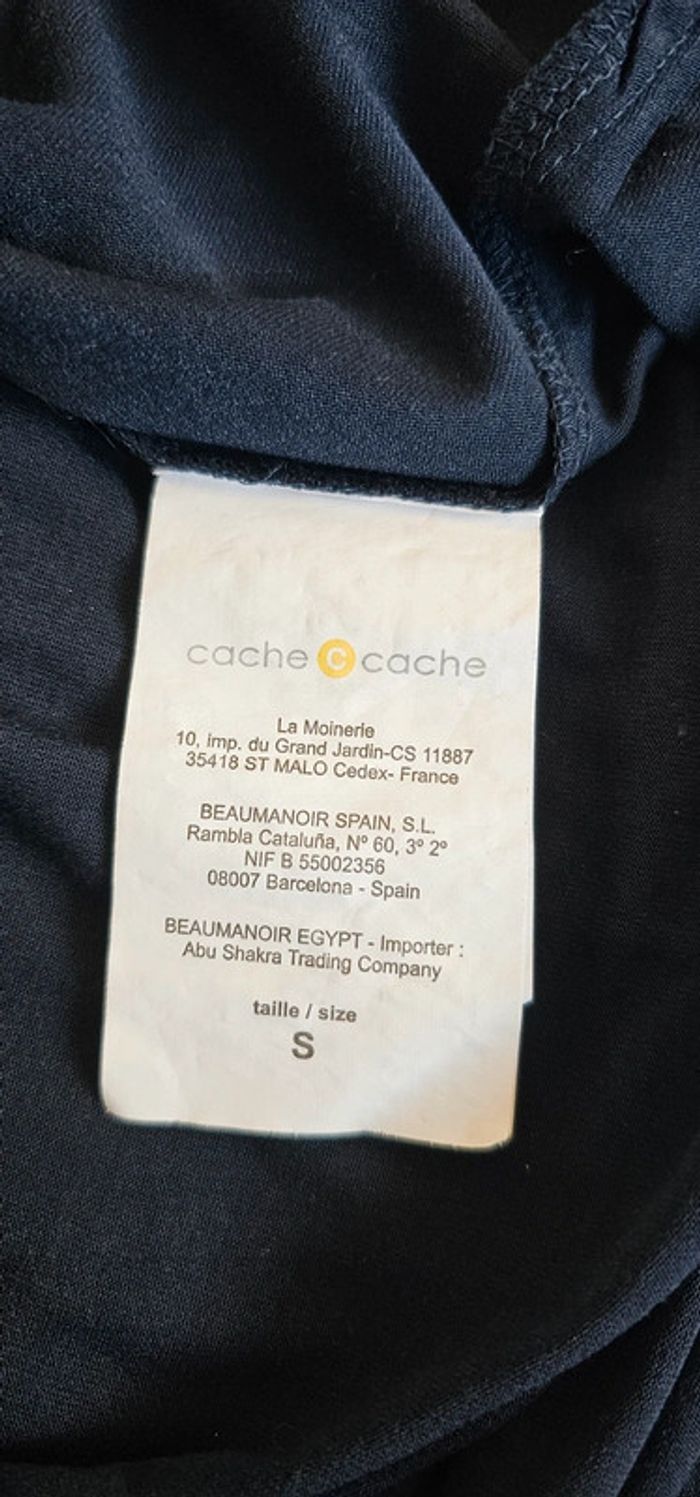 cache c cache
La Moinerie
10, imp. du Grand Jardin-CS 11887
35418 ST MALO Cedex- France
BEAUMANOIR SPAIN, S.L.
Rambla Cataluña, Nº 60, 3º 2º
NIF B 55002356
08007 Barcelona - Spain
BEAUMANOIR EGYPT - Importer :
Abu Shakra Trading Company
taille / size
S